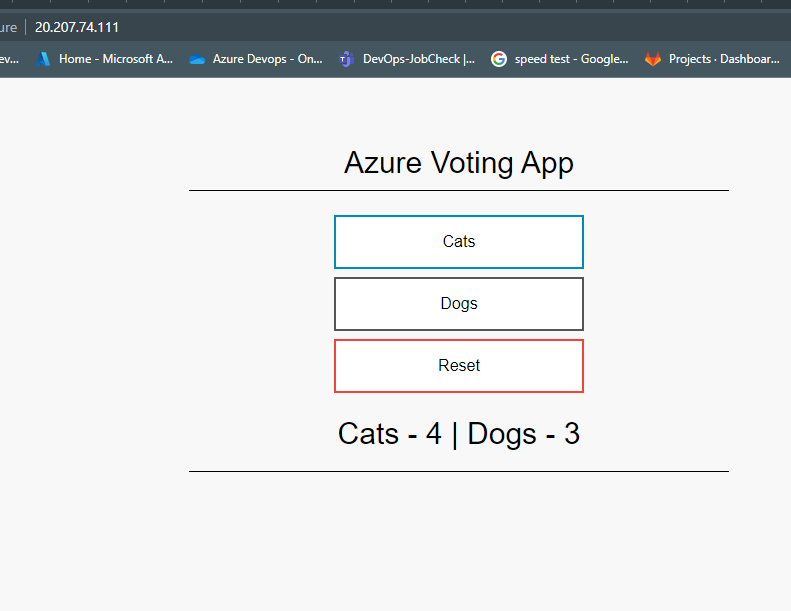 ure 20.207.74.111
ev... Home - Microsoft A... Azure Devops - On... DevOps-JobCheck |... speed test - Google... Projects · Dashboar...
Azure Voting App
Cats
Dogs
Reset
Cats - 4 | Dogs - 3